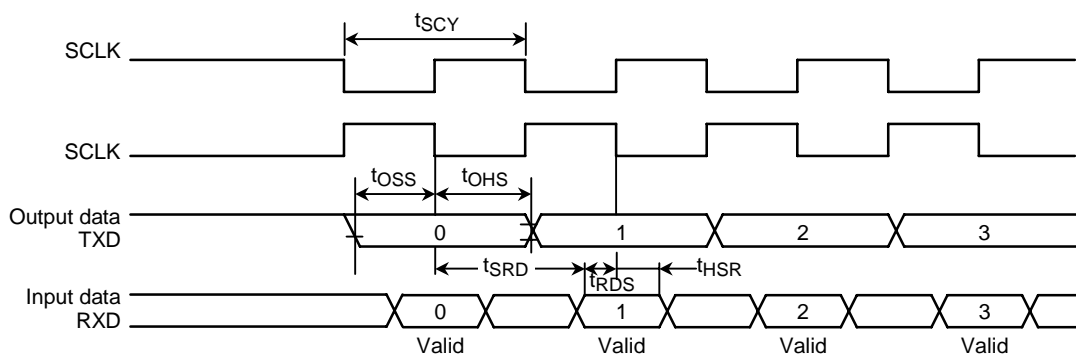 tSCY
SCLK
SCLK
tOSS
tOHS
Output data
TXD
0
1
2
3
tSRD
tRDS
tHSR
Input data
RXD
0
1
2
3
Valid
Valid
Valid
Valid